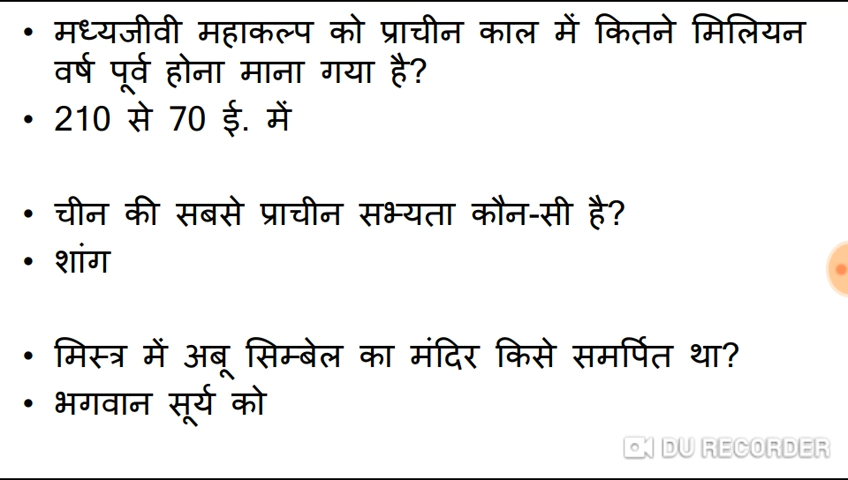 • मध्यजीवी महाकल्प को प्राचीन काल में कितने मिलियन
वर्ष पूर्व होना माना गया है?
• 210 से 70 ई. में
• चीन की सबसे प्राचीन सभ्यता कौन-सी है?
• शांग
• मिस्त्र में अबू सिम्बेल का मंदिर किसे समर्पित था?
• भगवान सूर्य को
DU RECORDER